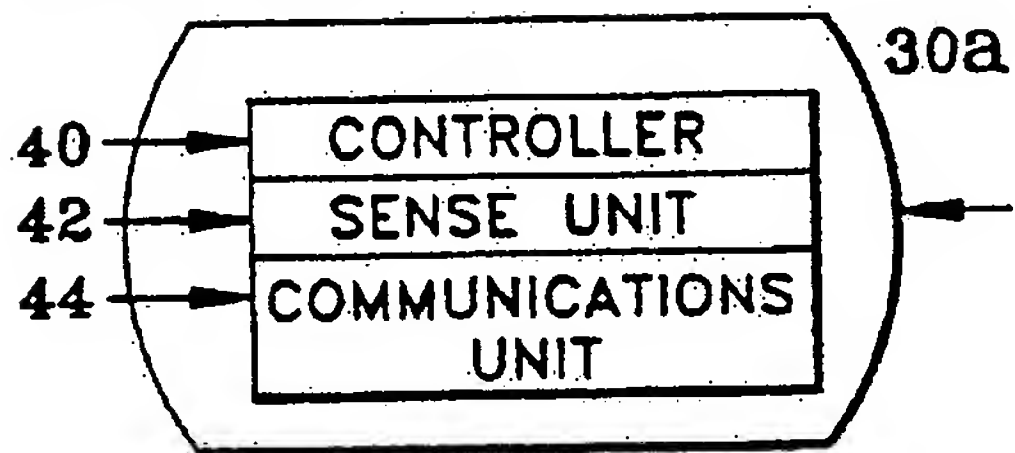 30a
40 CONTROLLER
42 SENSE UNIT
44 COMMUNICATIONS
UNIT